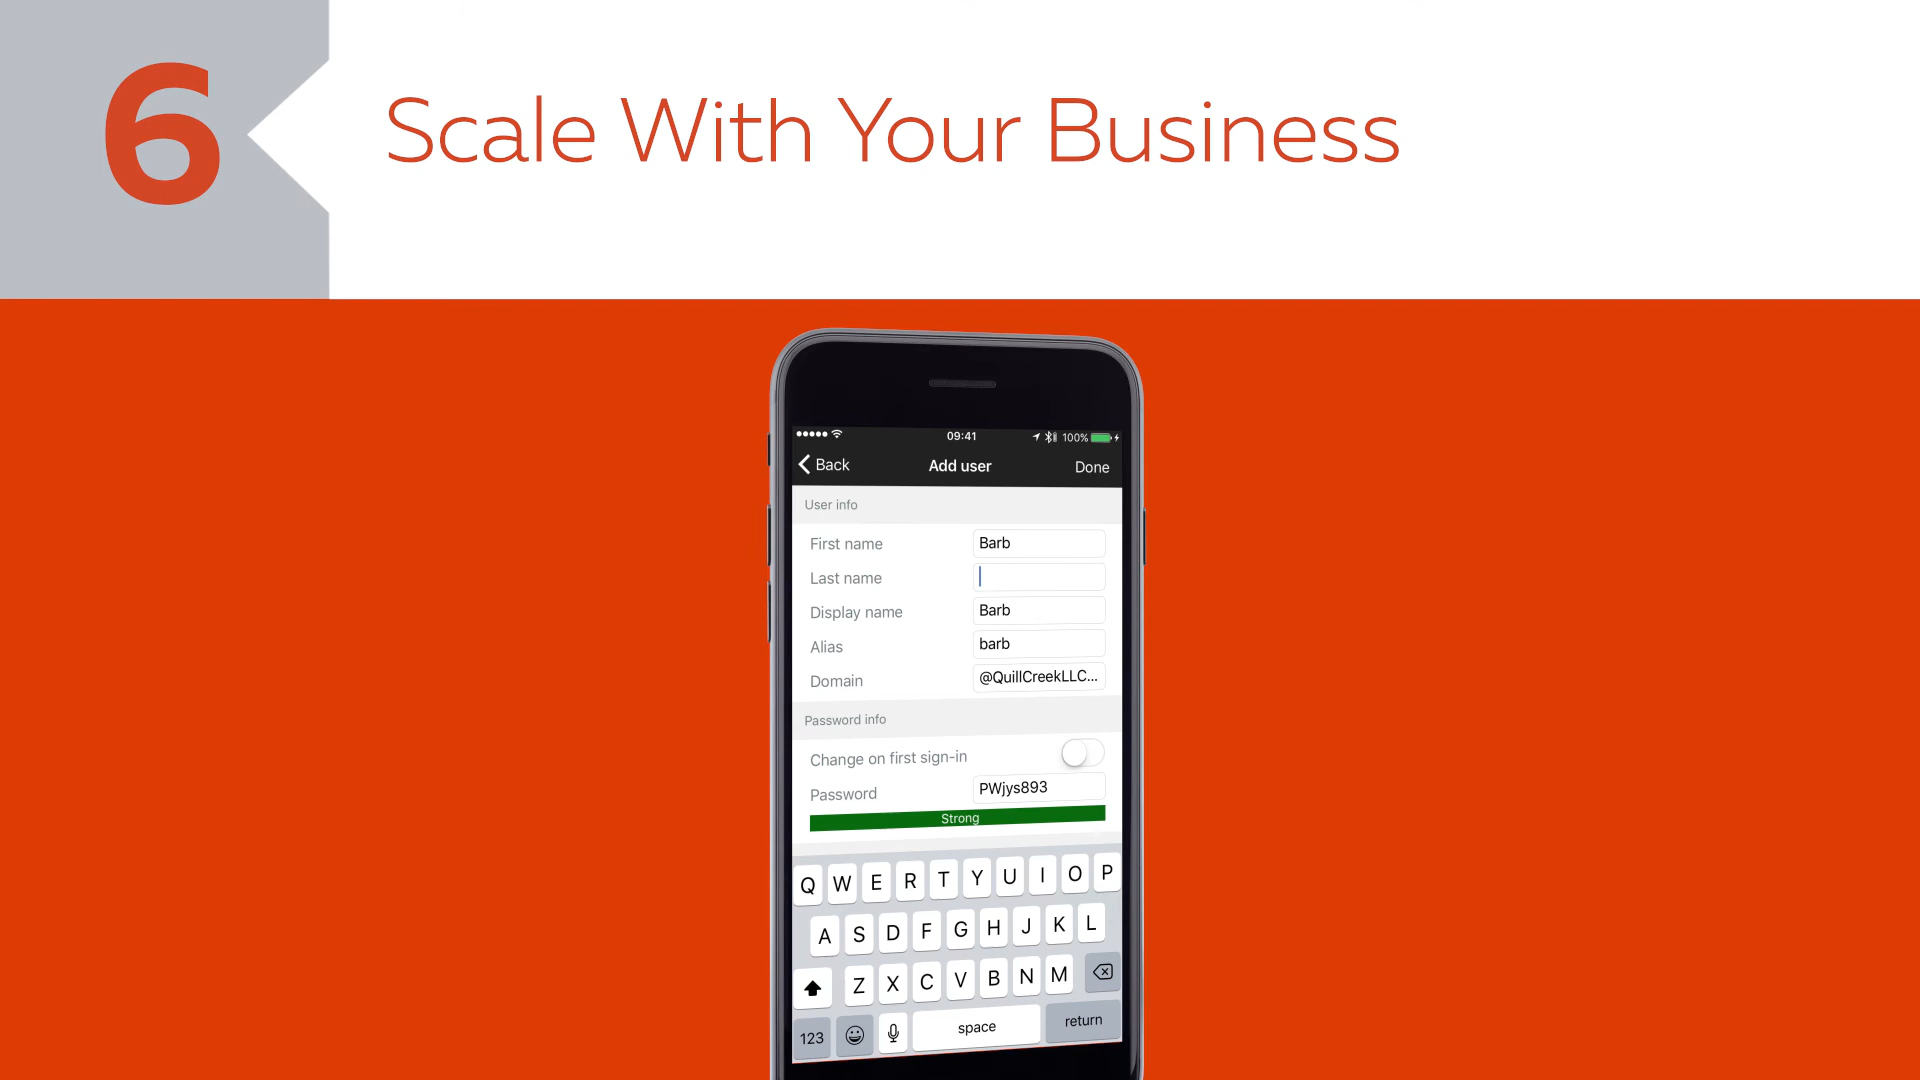 6
Scale With Your Business
09:41 100%
Back Add user Done
User info
First name Barb
Last name
Display name Barb
Alias barb
Domain @QuillCreekLLC...
Password info
Change on first sign-in
Password PWjys893
Strong
Q W E R T Y U I O P
A S D F G H J K L
Z X C V B N M
123 space return